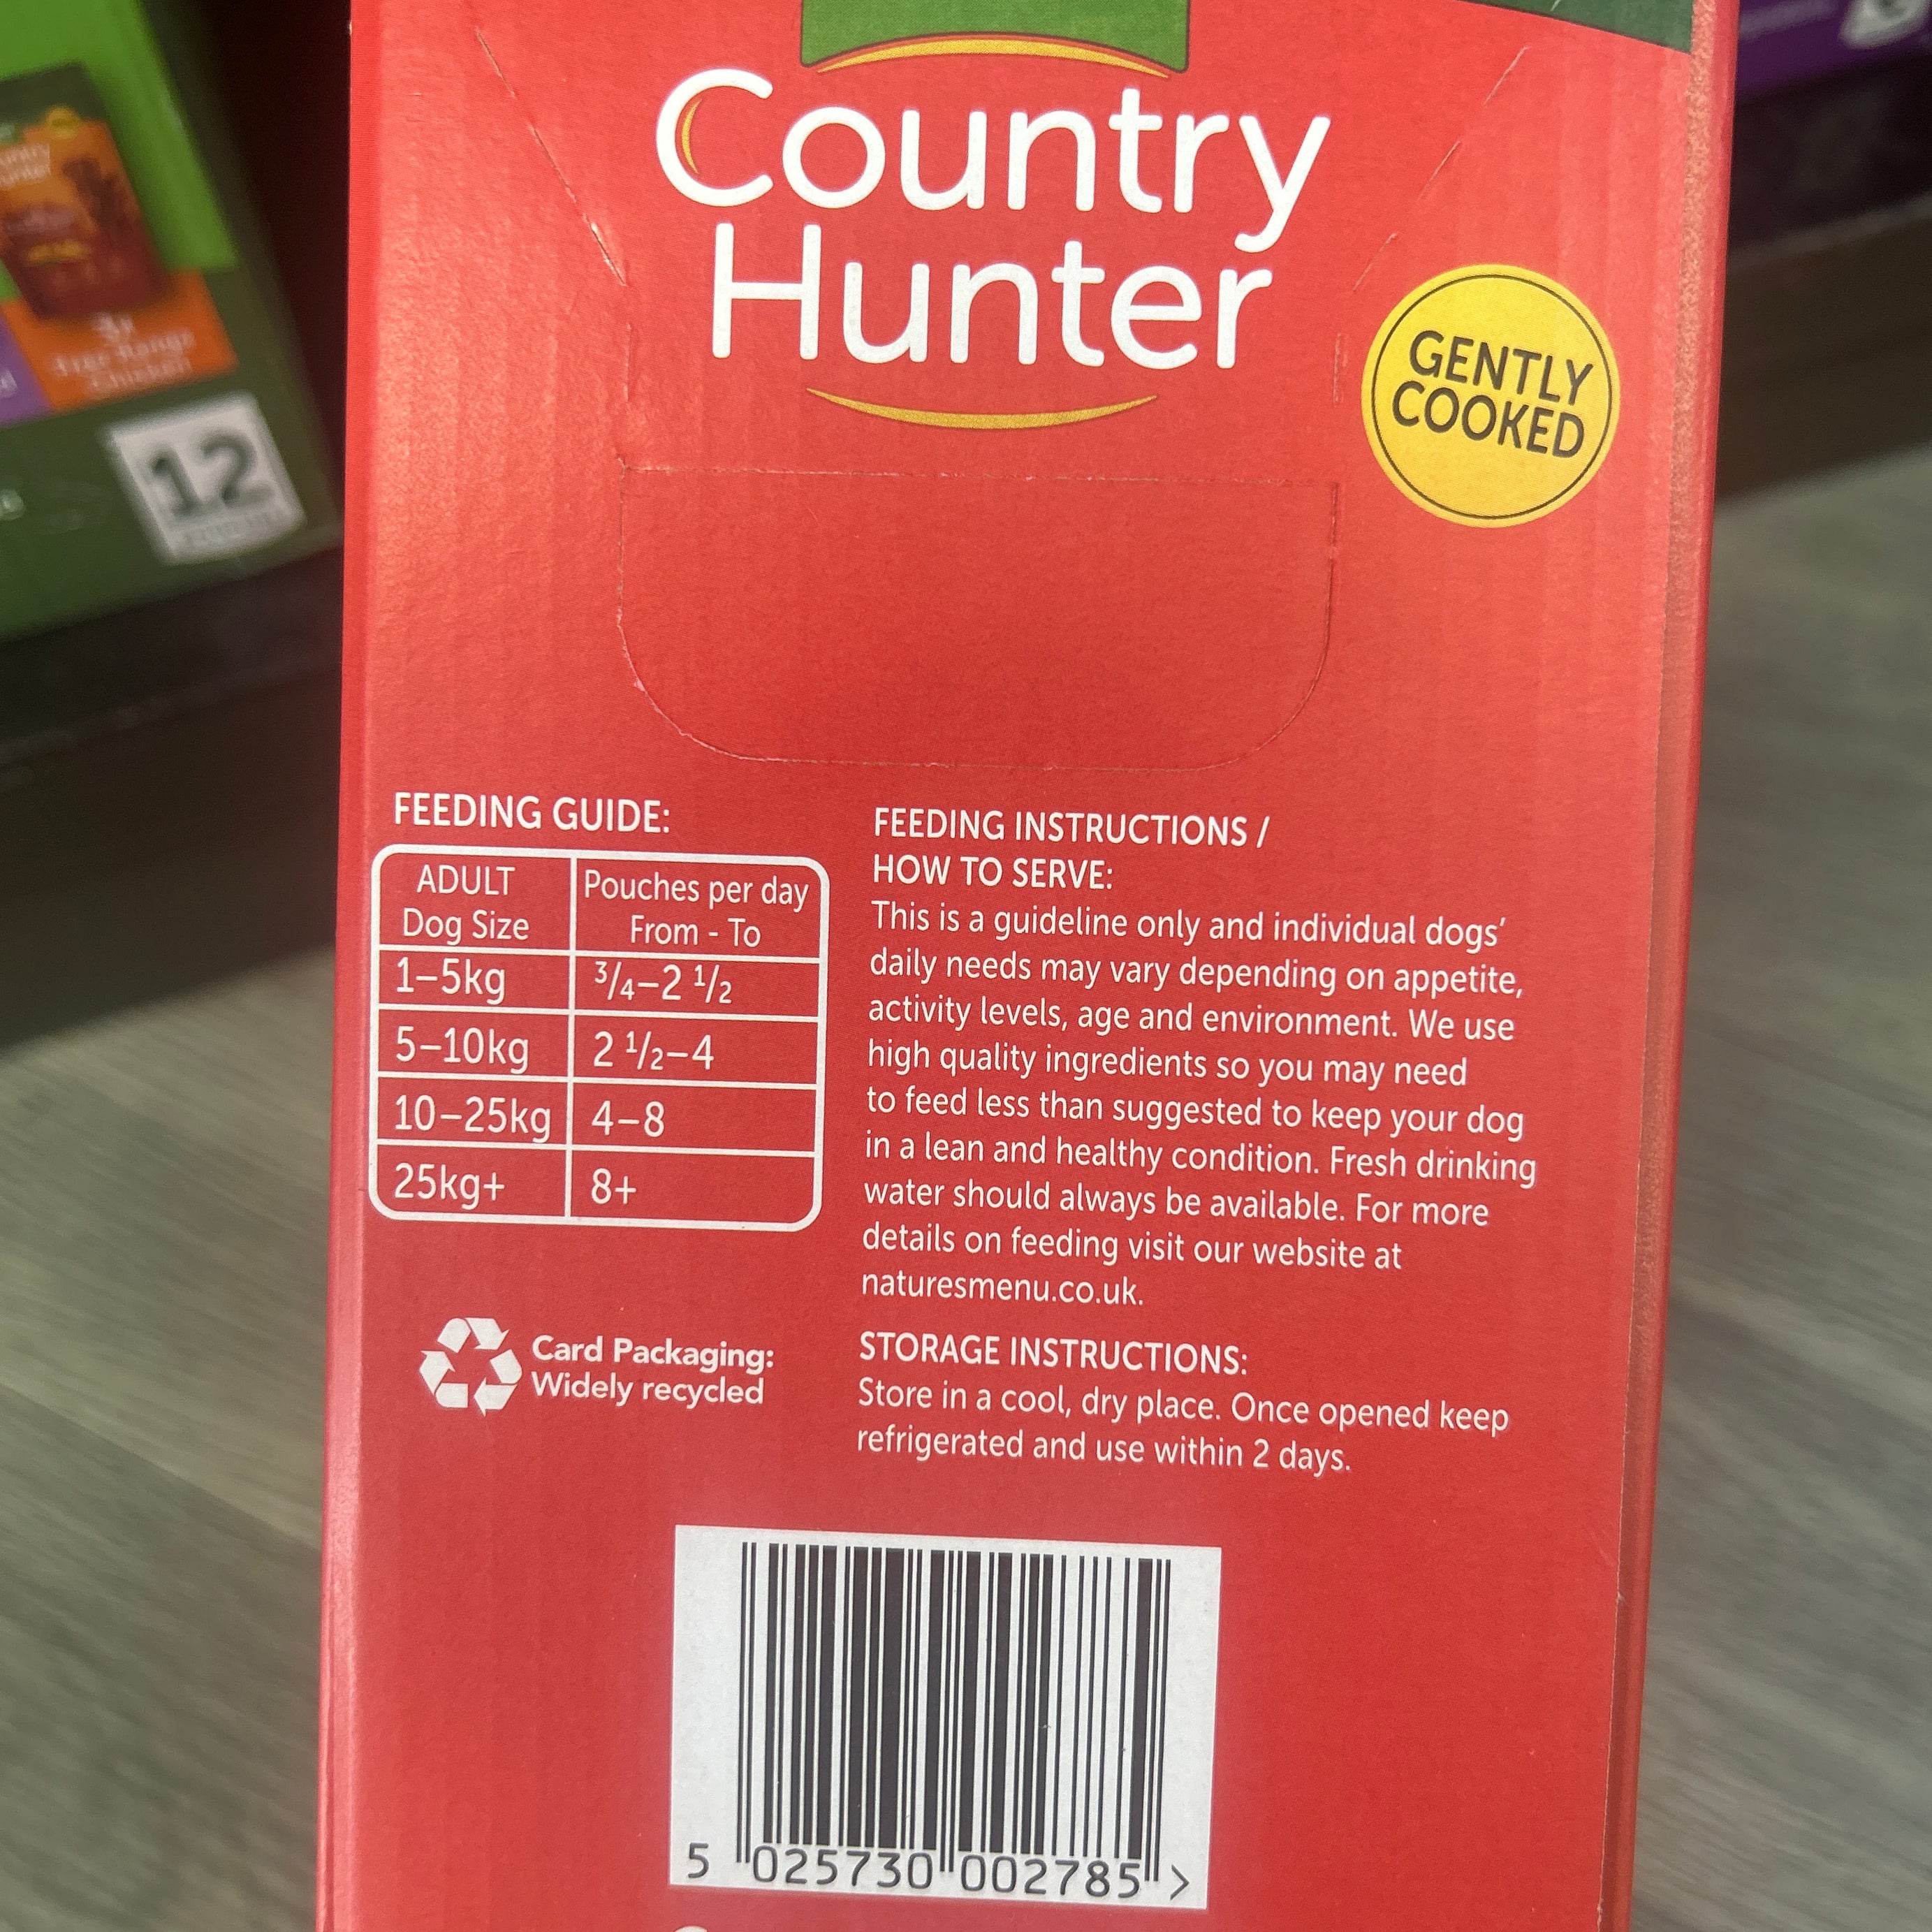 Country
Hunter
GENTLY
COOKED
12
FEEDING GUIDE:
ADULT
Dog Size
Pouches per day
From - To
1–5kg
3/4–2 1/2
5–10kg
2 1/2–4
10–25kg
4–8
25kg+
8+
Card Packaging:
Widely recycled
FEEDING INSTRUCTIONS /
HOW TO SERVE:
This is a guideline only and individual dogs’
daily needs may vary depending on appetite,
activity levels, age and environment. We use
high quality ingredients so you may need
to feed less than suggested to keep your dog
in a lean and healthy condition. Fresh drinking
water should always be available. For more
details on feeding visit our website at
naturesmenu.co.uk.
STORAGE INSTRUCTIONS:
Store in a cool, dry place. Once opened keep
refrigerated and use within 2 days.
5 025730 002785 >